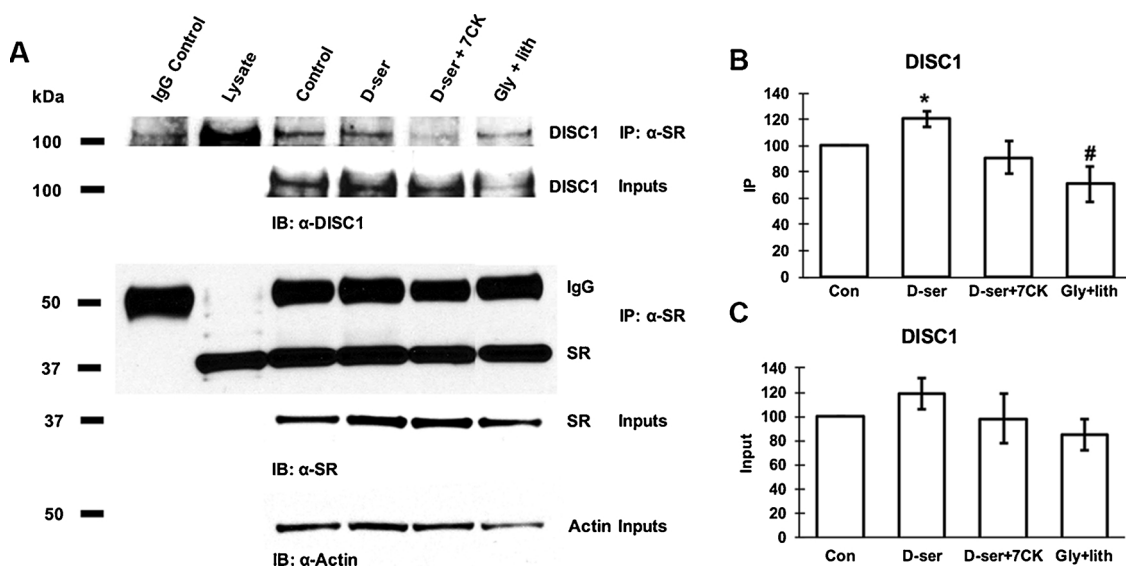 A
kDa
IgG Control
Lysate
Control
D-ser
D-ser + 7CK
Gly + lith
100
DISC1 IP: α-SR
100
DISC1 Inputs
IB: α-DISC1
50
IgG
IP: α-SR
37
SR
37
SR Inputs
IB: α-SR
50
Actin Inputs
IB: α-Actin
B
DISC1
140
120
100
80
60
40
20
0
IP
*
#
Con D-ser D-ser+7CK Gly+lith
C
DISC1
140
120
100
80
60
40
20
0
Input
Con D-ser D-ser+7CK Gly+lith